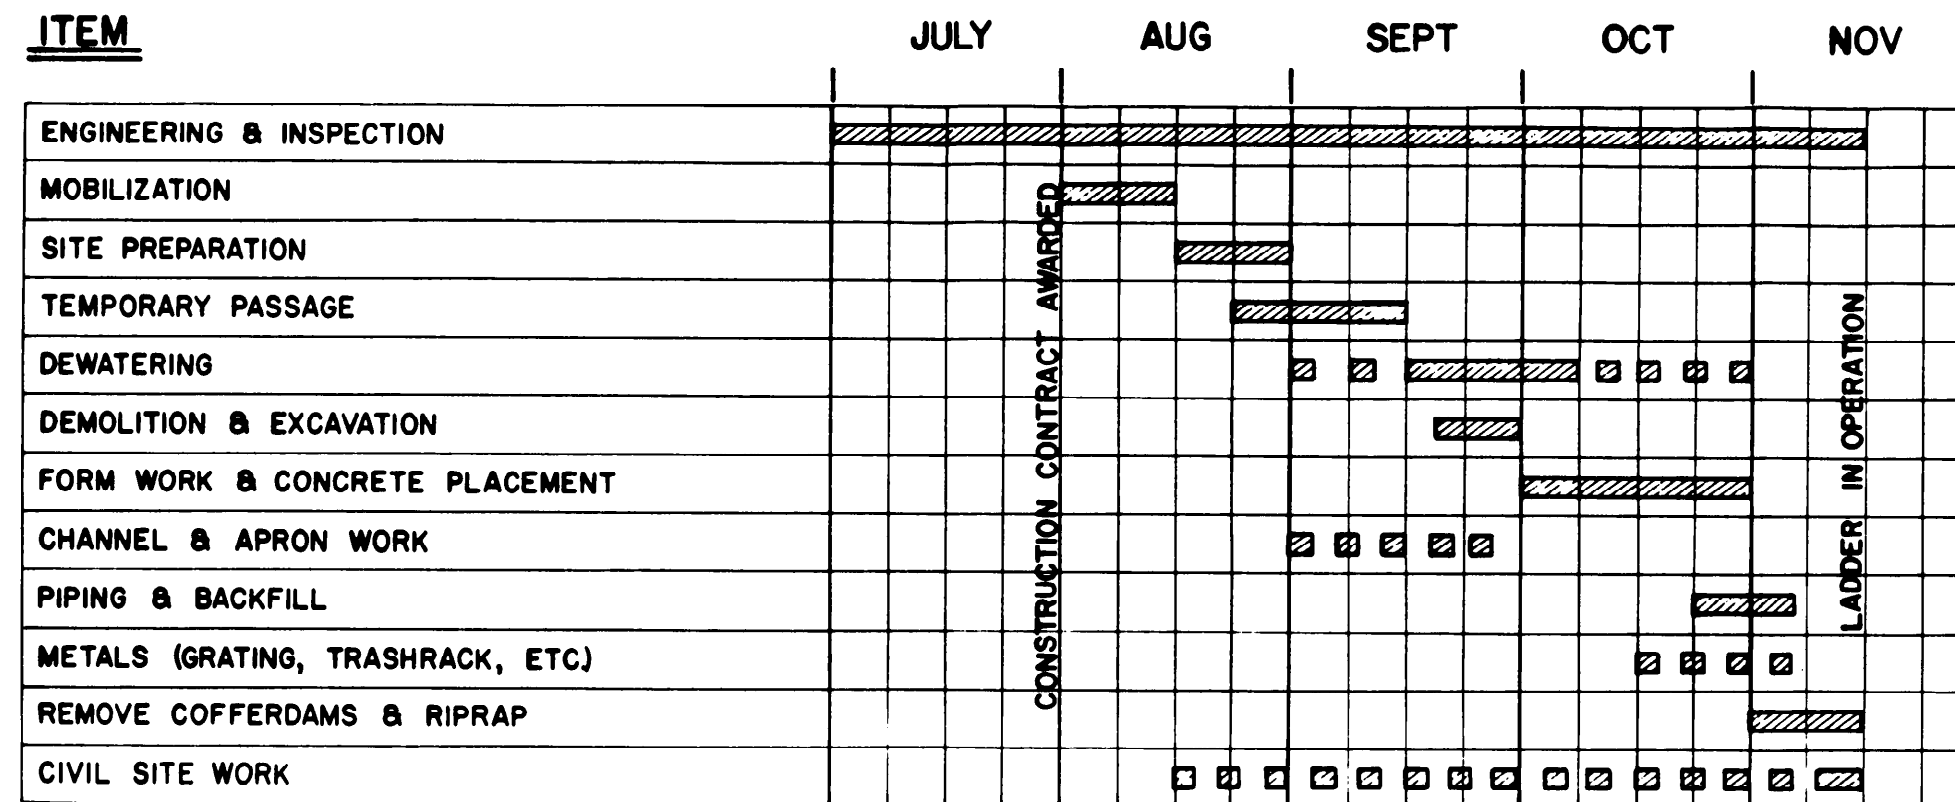 ITEM
JULY AUG SEPT OCT NOV
ENGINEERING & INSPECTION
MOBILIZATION
SITE PREPARATION
TEMPORARY PASSAGE
DEWATERING
DEMOLITION & EXCAVATION
FORM WORK & CONCRETE PLACEMENT
CHANNEL & APRON WORK
PIPING & BACKFILL
METALS (GRATING, TRASHRACK, ETC.)
REMOVE COFFERDAMS & RIPRAP
CIVIL SITE WORK
CONSTRUCTION CONTRACT AWARDED
LADDER IN OPERATION